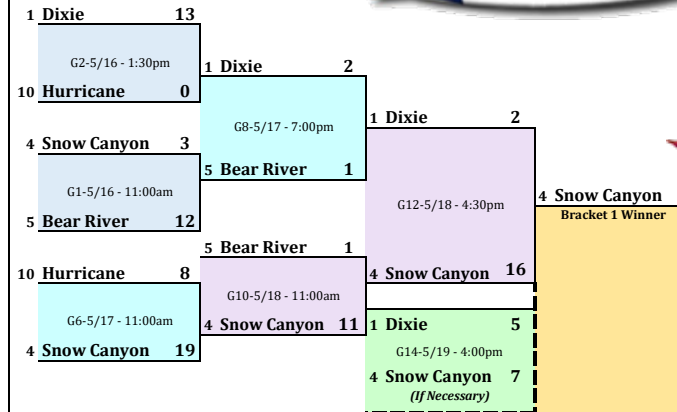 1 Dixie 13
G2-5/16 - 1:30pm
10 Hurricane 0
4 Snow Canyon 3
G1-5/16 - 11:00am
5 Bear River 12
10 Hurricane 8
G6-5/17 - 11:00am
4 Snow Canyon 19
1 Dixie 2
G8-5/17 - 7:00pm
5 Bear River 1
5 Bear River 1
G10-5/18 - 11:00am
4 Snow Canyon 11
1 Dixie 2
G12-5/18 - 4:30pm
4 Snow Canyon 16
1 Dixie 5
G14-5/19 - 4:00pm
4 Snow Canyon 7
(If Necessary)
4 Snow Canyon
Bracket 1 Winner